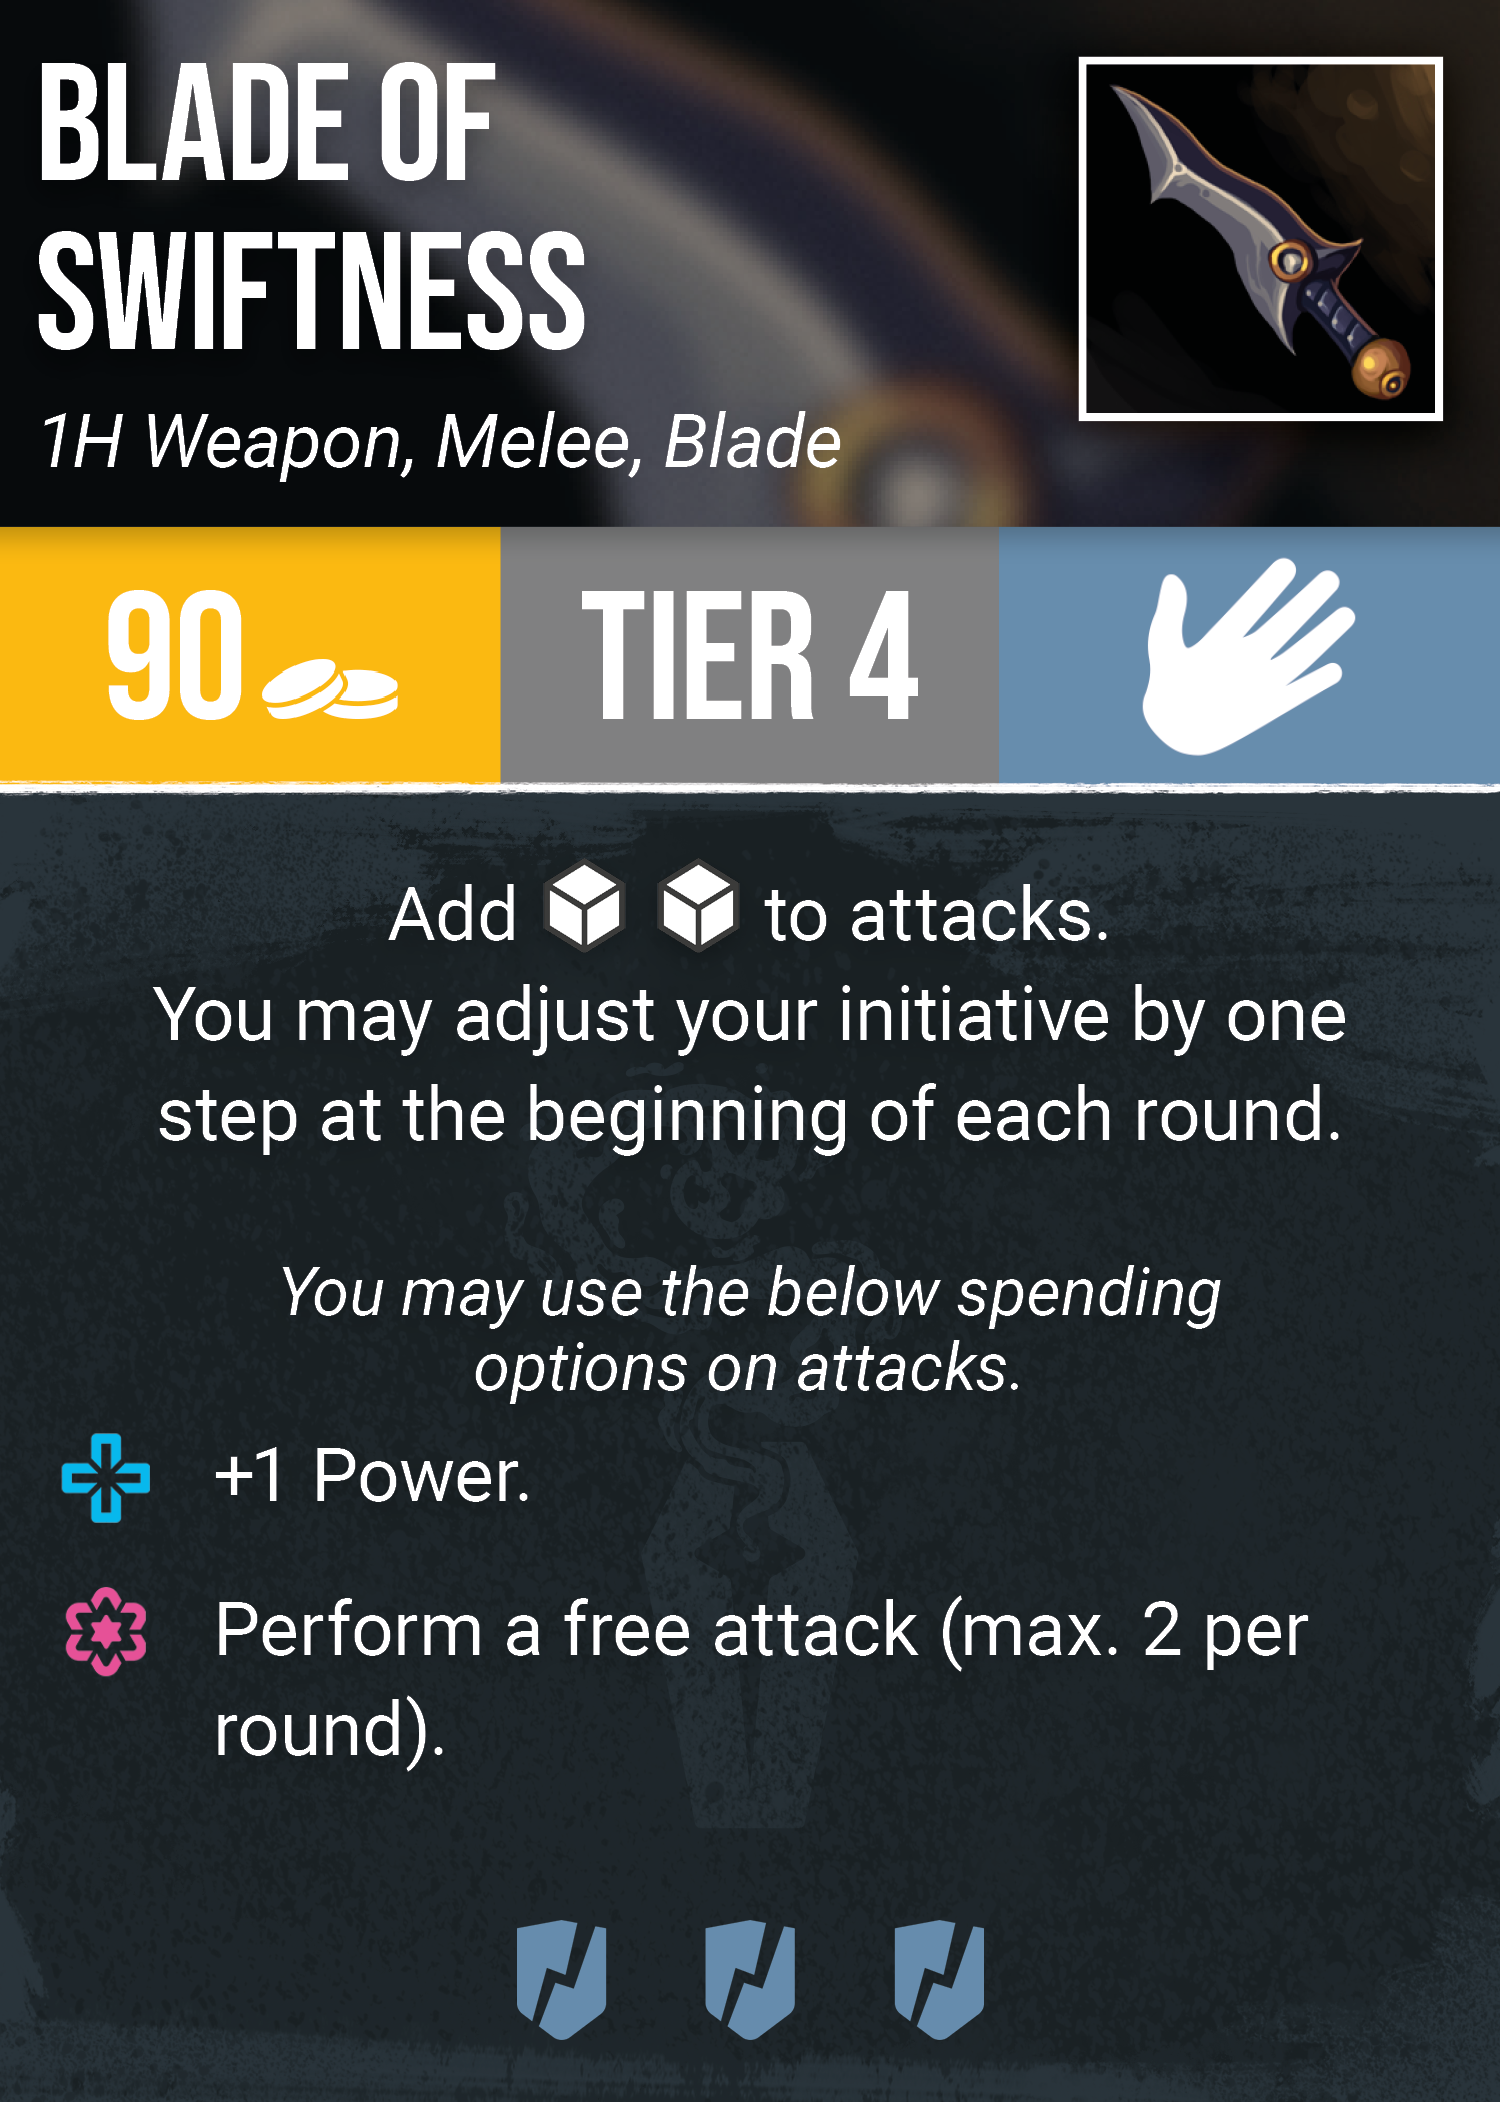 BLADE OF
SWIFTNESS
1H Weapon, Melee, Blade
90
TIER 4
Add to attacks.
You may adjust your initiative by one
step at the beginning of each round.
You may use the below spending
options on attacks.
+1 Power.
Perform a free attack (max. 2 per
round).